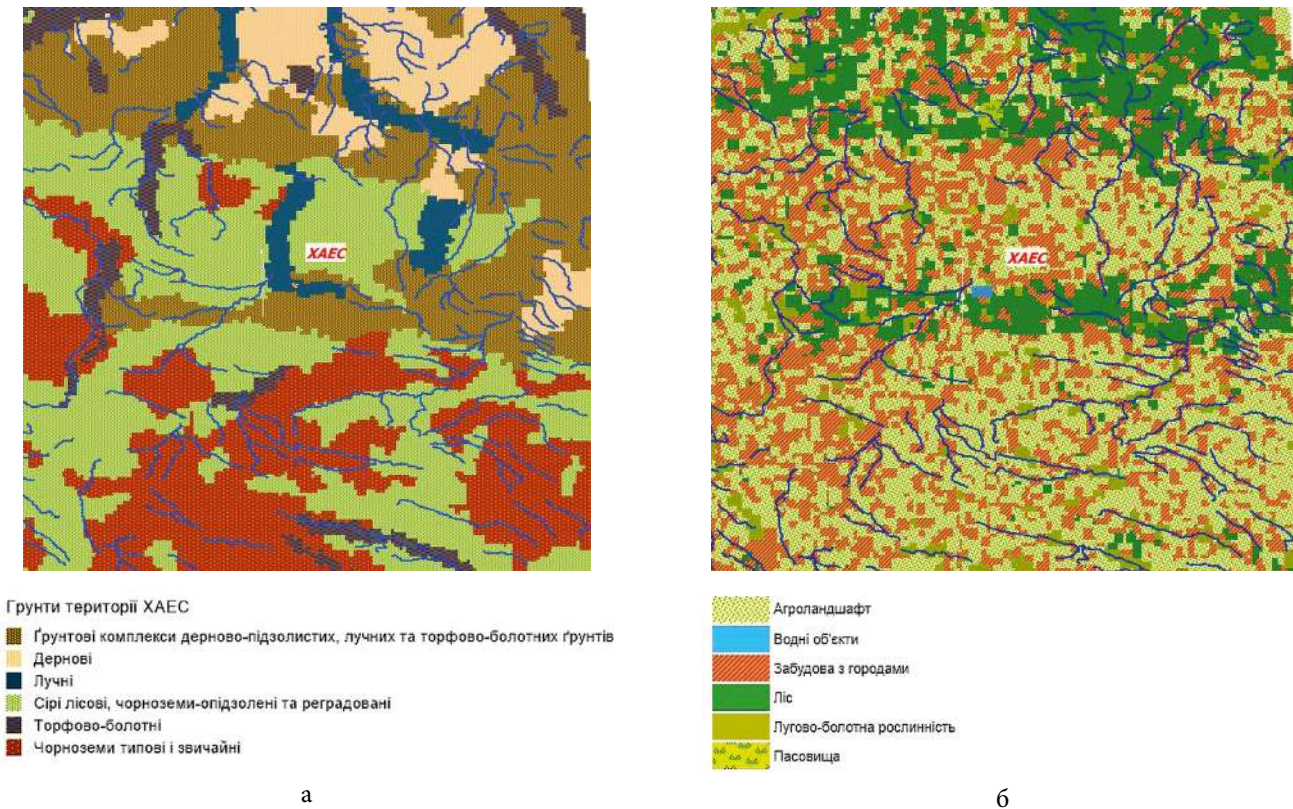 ХАЕС
ХАЕС
Грунти території ХАЕС
Ґрунтові комплекси дерново-підзолистих, лучних та торфово-болотних ґрунтів
Дернові
Лучні
Сірі лісові, чорноземи-опідзолені та реградовані
Торфово-болотні
Чорноземи типові і звичайні
а
Агроландшафт
Водні об'єкти
Забудова з городами
Ліс
Лугово-болотна рослинність
Пасовища
б